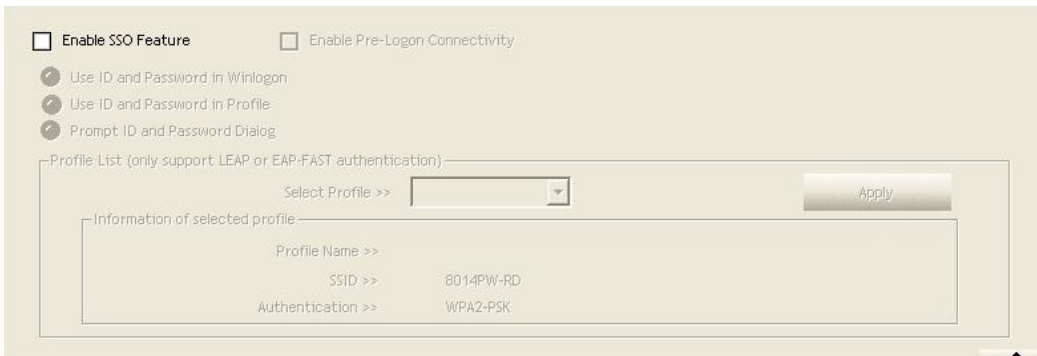 Enable SSO Feature Enable Pre-Logon Connectivity
Use ID and Password in Winlogon
Use ID and Password in Profile
Prompt ID and Password Dialog
Profile List (only support LEAP or EAP-FAST authentication)
Select Profile >> Apply
Information of selected profile
Profile Name >>
SSID >> 8014PW-RD
Authentication >> WPA2-PSK